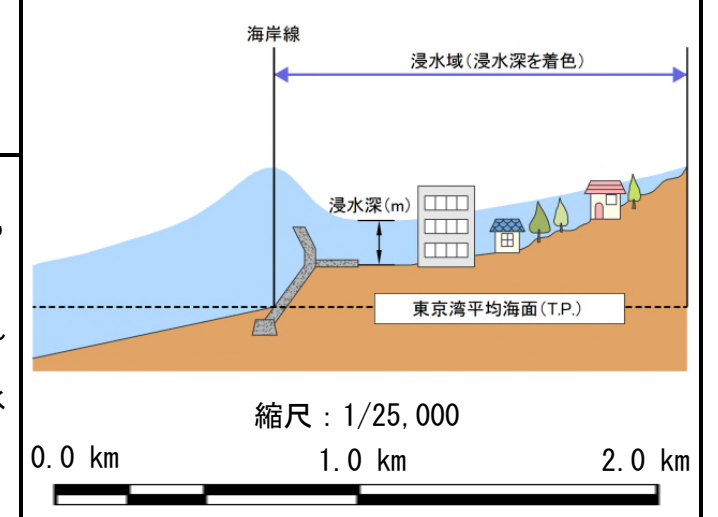 海岸線
浸水域(浸水深を着色)
浸水深(m)
東京湾平均海面(T.P.)
縮尺:1/25,000
0.0 km 1.0 km 2.0 km